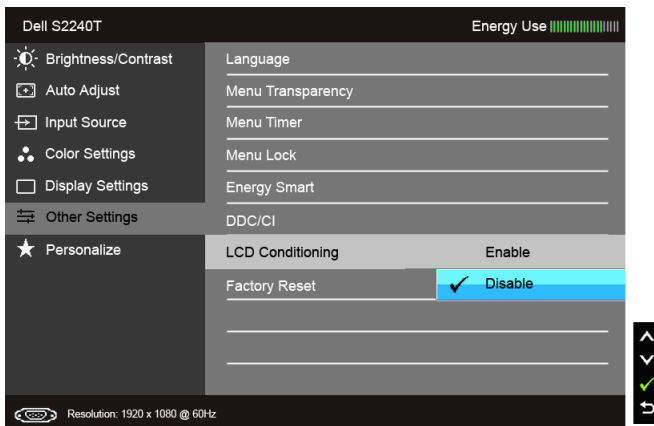 Dell S2240T
Energy Use
Brightness/Contrast
Auto Adjust
Input Source
Color Settings
Display Settings
Other Settings
Personalize
Language
Menu Transparency
Menu Timer
Menu Lock
Energy Smart
DDC/CI
LCD Conditioning
Enable
Factory Reset
Disable
Resolution: 1920 x 1080 @ 60Hz